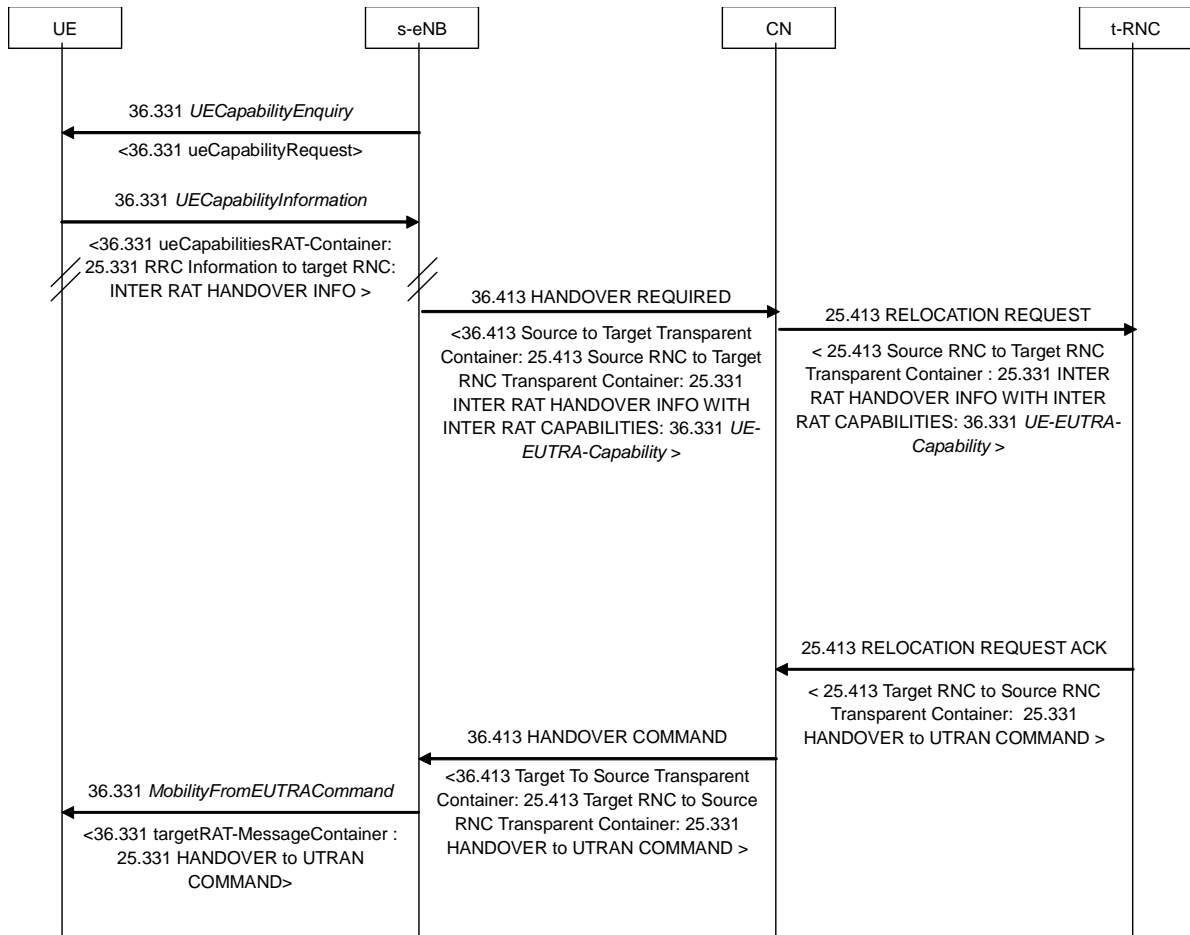 UE
s-eNB
CN
t-RNC
36.331 UECapabilityEnquiry
<36.331 ueCapabilityRequest>
36.331 UECapabilityInformation
<36.331 ueCapabilitiesRAT-Container:
25.331 RRC Information to target RNC:
INTER RAT HANDOVER INFO >
36.413 HANDOVER REQUIRED
<36.413 Source to Target Transparent
Container: 25.413 Source RNC to Target
RNC Transparent Container: 25.331
INTER RAT HANDOVER INFO WITH
INTER RAT CAPABILITIES: 36.331 UE-
EUTRA-Capability >
25.413 RELOCATION REQUEST
< 25.413 Source RNC to Target RNC
Transparent Container : 25.331 INTER
RAT HANDOVER INFO WITH INTER
RAT CAPABILITIES: 36.331 UE-EUTRA-
Capability >
25.413 RELOCATION REQUEST ACK
< 25.413 Target RNC to Source RNC
Transparent Container: 25.331
HANDOVER to UTRAN COMMAND >
36.413 HANDOVER COMMAND
<36.413 Target To Source Transparent
Container: 25.413 Target RNC to Source
RNC Transparent Container: 25.331
HANDOVER to UTRAN COMMAND >
36.331 MobilityFromEUTRACommand
<36.331 targetRAT-MessageContainer :
25.331 HANDOVER to UTRAN
COMMAND>